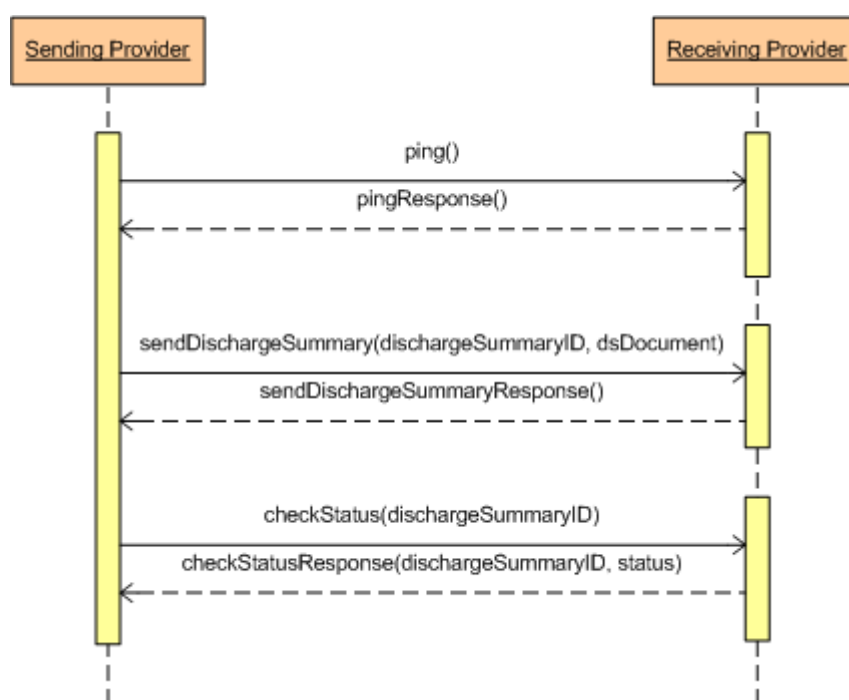 Sending Provider
Receiving Provider
ping()
pingResponse()
sendDischargeSummary(dischargeSummaryID, dsDocument)
sendDischargeSummaryResponse()
checkStatus(dischargeSummaryID)
checkStatusResponse(dischargeSummaryID, status)